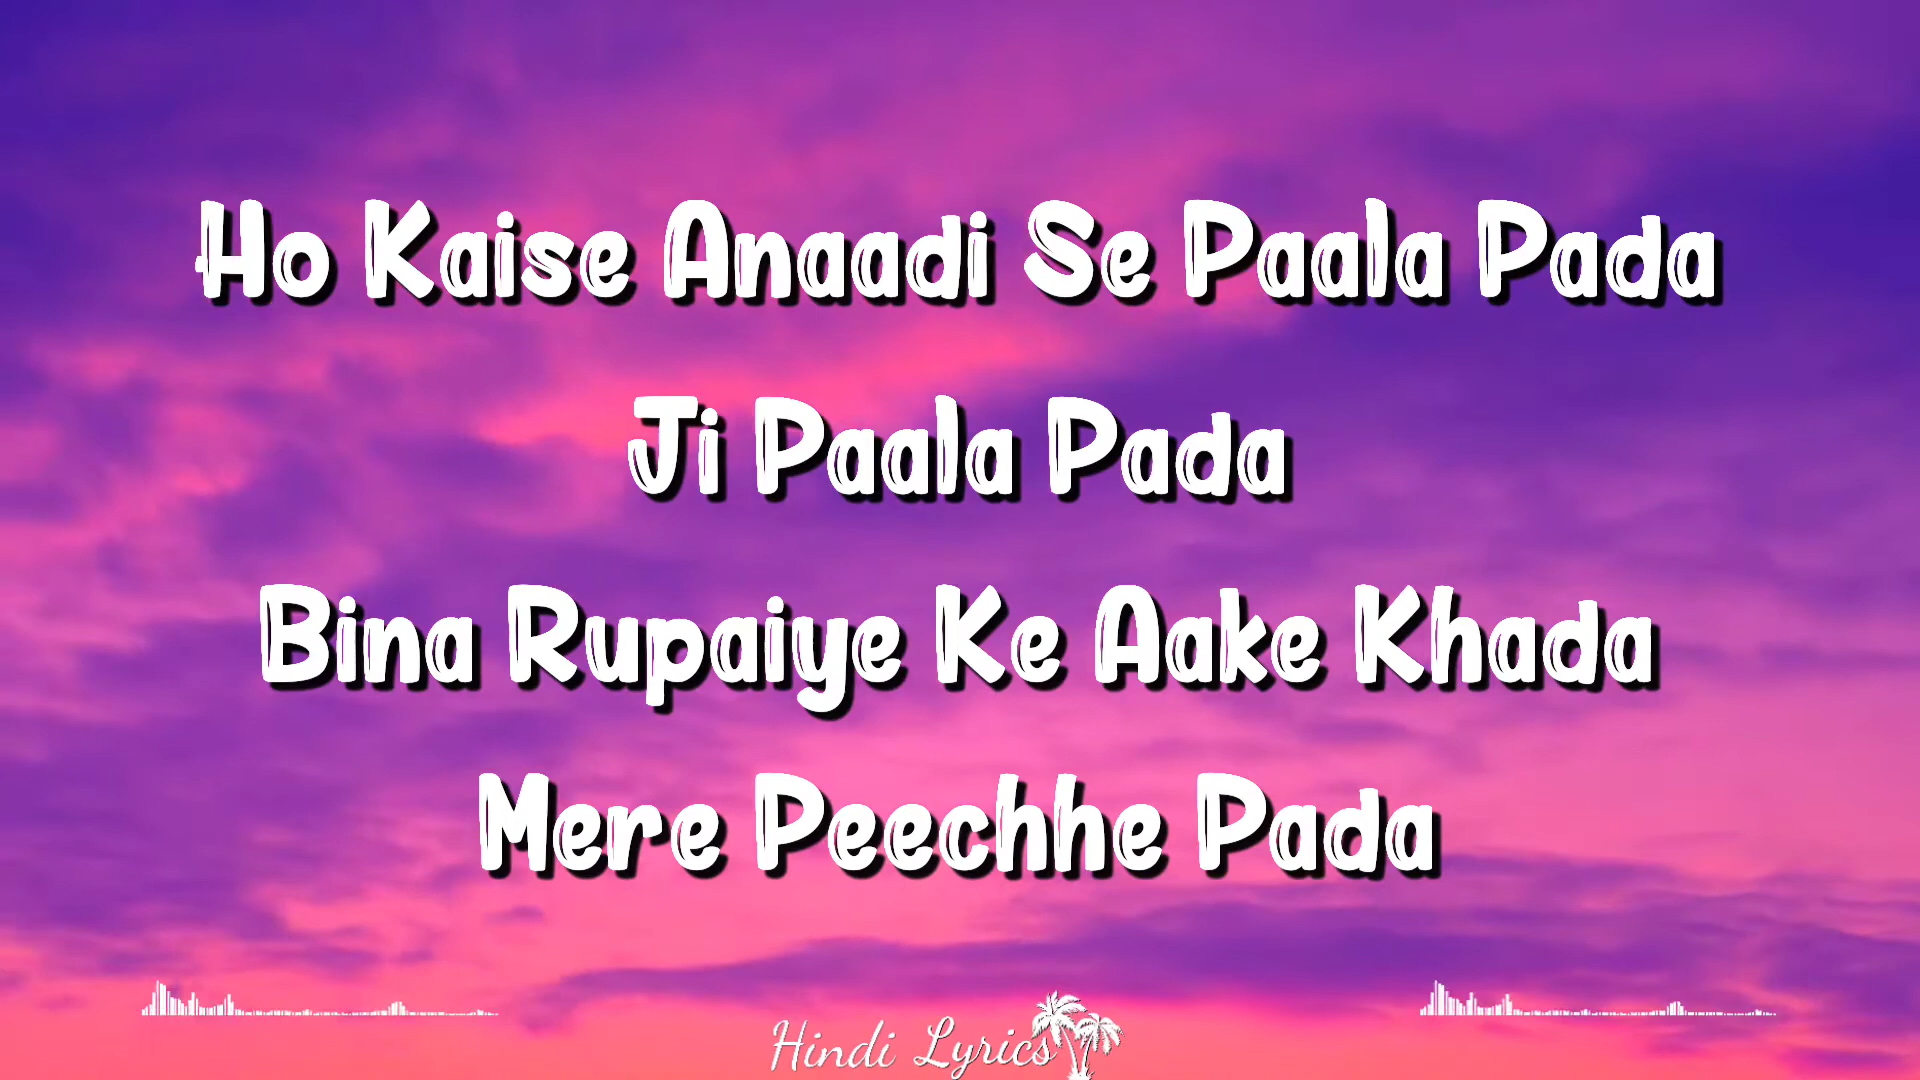 Ho Kaise Anaadi Se Paala Pada
Ji Paala Pada
Bina Rupaiye Ke Aake Khada
Mere Peechhe Pada
Hindi Lyrics